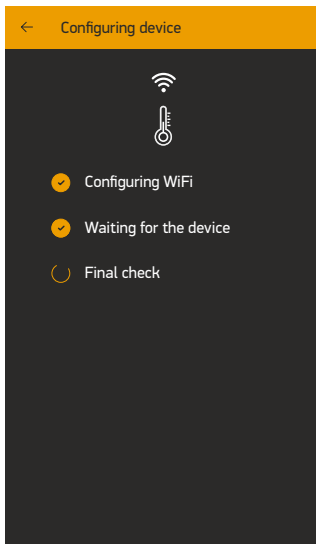 Configuring device
Configuring WiFi
Waiting for the device
Final check